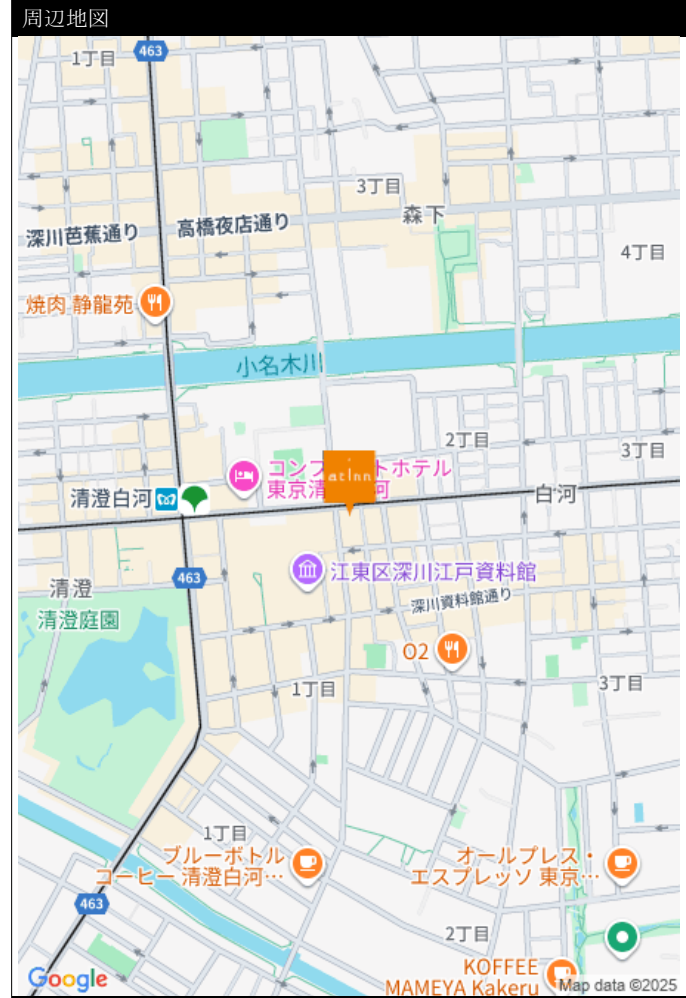 周辺地図
463
1丁目
3丁目
森下
深川芭蕉通り
高橋夜店通り
4丁目
焼肉 静龍苑
小名木川
2丁目
3丁目
コンフ
トホテル
東京清
河
at inn
清澄白河
白河
463
江東区深川江戸資料館
清澄
清澄庭園
深川資料館通り
O2
1丁目
3丁目
1丁目
ブルーボトル
コーヒー 清澄白河…
オールプレス・
エスプレッソ 東京…
463
2丁目
KOFFEE
MAMEYA Kakeru
Google
Map data ©2025